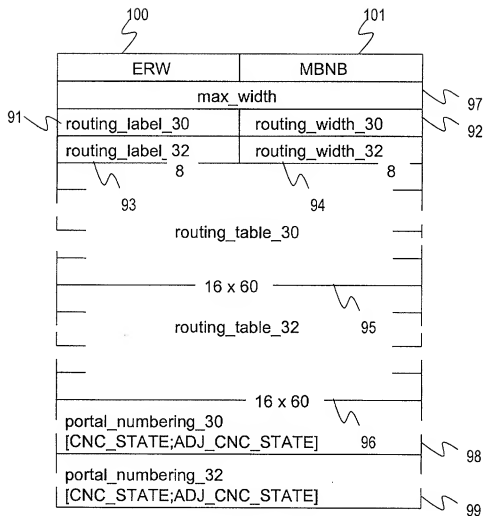 100 101
ERW MBNB
max_width
97
91 routing_label_30 routing_width_30 92
routing_label_32 routing_width_32
8 8
93 94
routing_table_30
16 x 60
95
routing_table_32
16 x 60
96
portal_numbering_30
[CNC_STATE;ADJ_CNC_STATE]
98
portal_numbering_32
[CNC_STATE;ADJ_CNC_STATE]
99